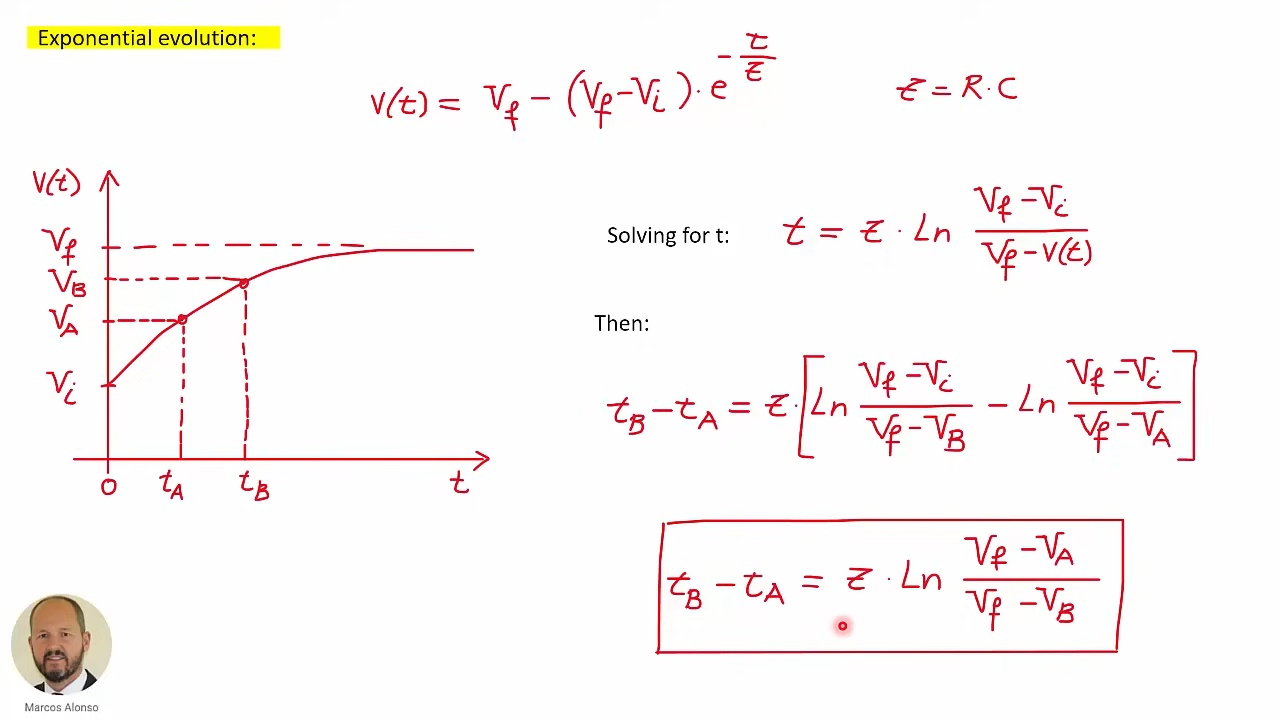 Exponential evolution:
v(t) = Vf - (Vf - Vi) · e^(-t/τ)
τ = R · C
v(t)
Vf
VB
VA
Vi
0 tA tB t
Solving for t: t = τ · Ln (Vf - Vi)/(Vf - v(t))
Then:
tB - tA = τ · [Ln (Vf - Vi)/(Vf - VB) - Ln (Vf - Vi)/(Vf - VA)]
tB - tA = τ · Ln (Vf - VA)/(Vf - VB)
Marcos Alonso